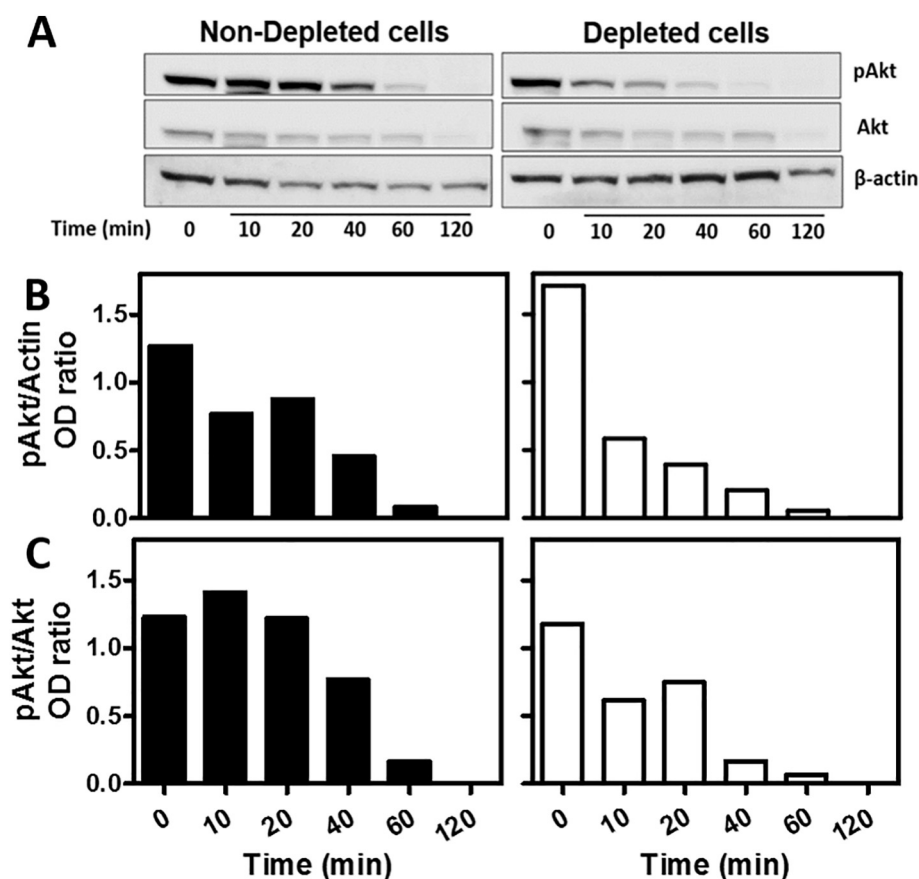 A
Non-Depleted cells
Depleted cells
pAkt
Akt
β-actin
Time (min) 0 10 20 40 60 120
0 10 20 40 60 120
B
pAkt/Actin
OD ratio
1.5
1.0
0.5
0.0
C
pAkt/Akt
OD ratio
1.5
1.0
0.5
0.0
0 10 20 40 60 120
Time (min)
0 10 20 40 60 120
Time (min)